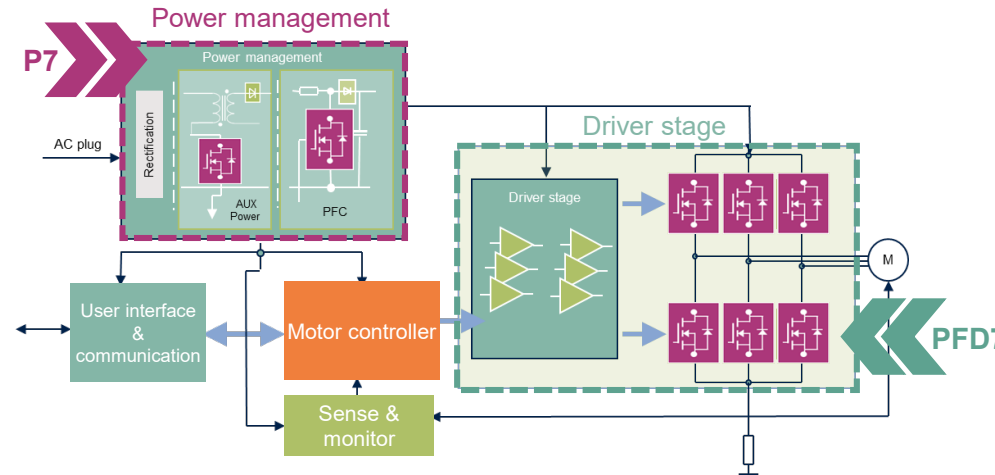 Power management
P7
Power management
Rectification
AC plug
AUX
Power
PFC
Driver stage
Driver stage
M
User interface
&
communication
Motor controller
PFD7
Sense &
monitor